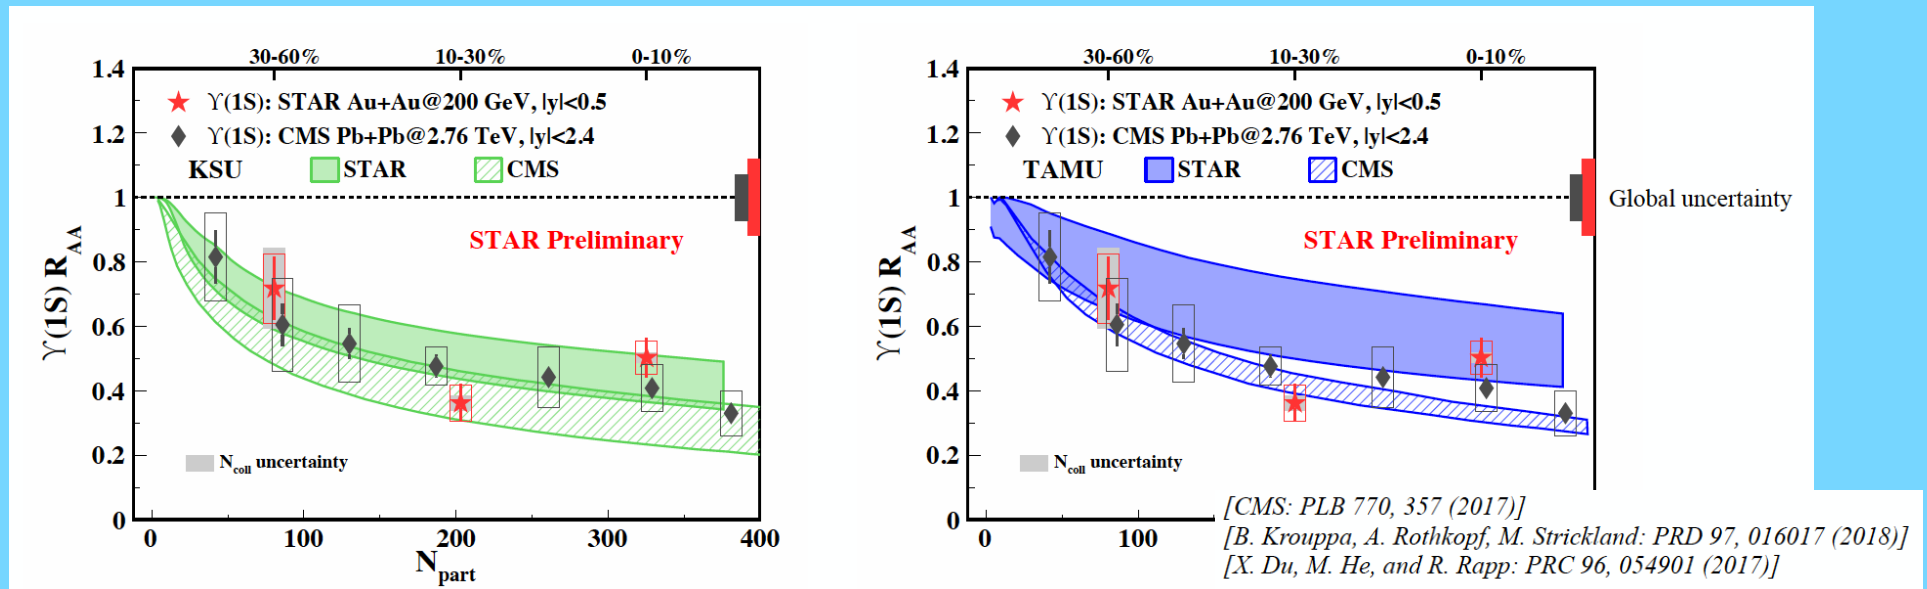 30-60% 10-30% 0-10%
1.4
ϒ(1S): STAR Au+Au@200 GeV, |y|<0.5
1.2
ϒ(1S): CMS Pb+Pb@2.76 TeV, |y|<2.4
KSU STAR CMS
1
STAR Preliminary
0.8
ϒ(1S) R_AA
0.6
0.4
0.2
N_coll uncertainty
0
0 100 200 300 400
N_part
30-60% 10-30% 0-10%
1.4
ϒ(1S): STAR Au+Au@200 GeV, |y|<0.5
1.2
ϒ(1S): CMS Pb+Pb@2.76 TeV, |y|<2.4
TAMU STAR CMS
1
Global uncertainty
STAR Preliminary
0.8
ϒ(1S) R_AA
0.6
0.4
0.2
N_coll uncertainty
0
0 100
[CMS: PLB 770, 357 (2017)]
[B. Krouppa, A. Rothkopf, M. Strickland: PRD 97, 016017 (2018)]
[X. Du, M. He, and R. Rapp: PRC 96, 054901 (2017)]